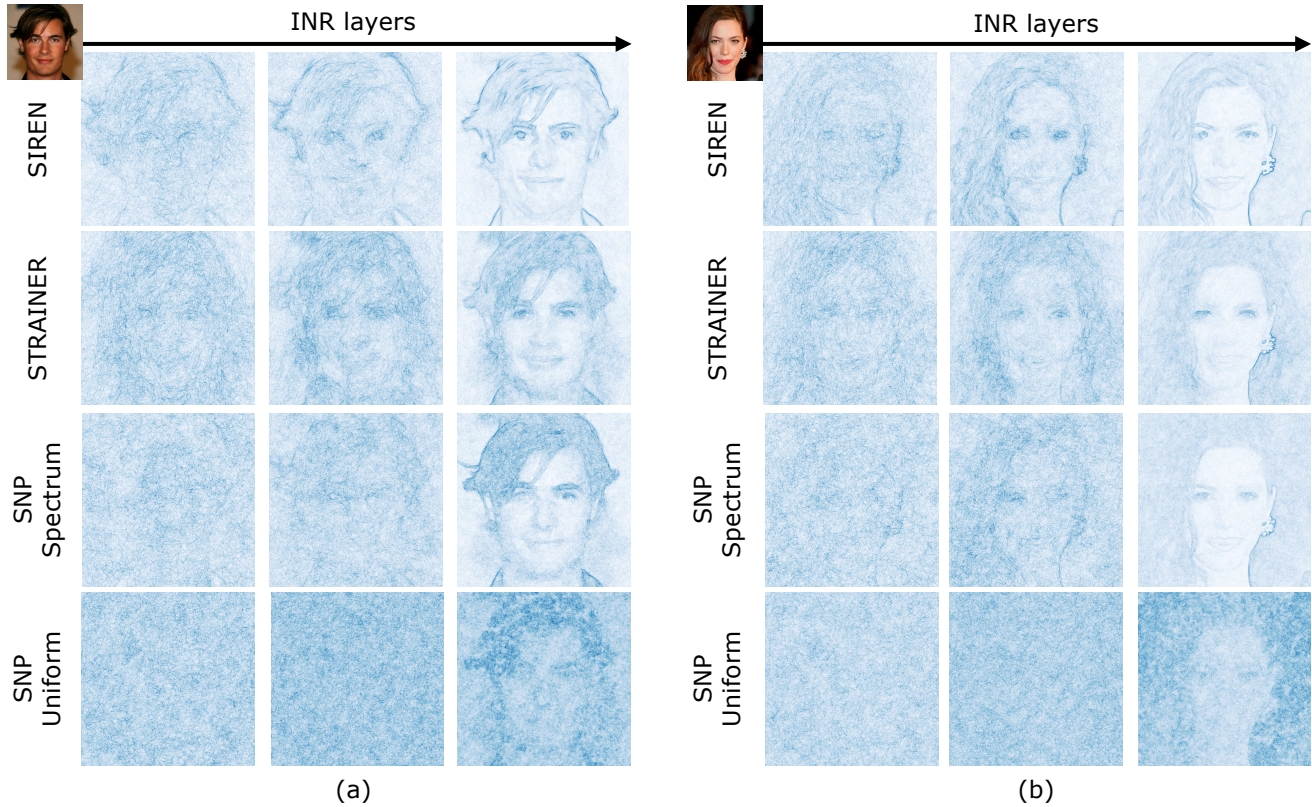 INR layers
SIREN
STRAINER
SNP
Spectrum
SNP
Uniform
(a)
INR layers
SIREN
STRAINER
SNP
Spectrum
SNP
Uniform
(b)